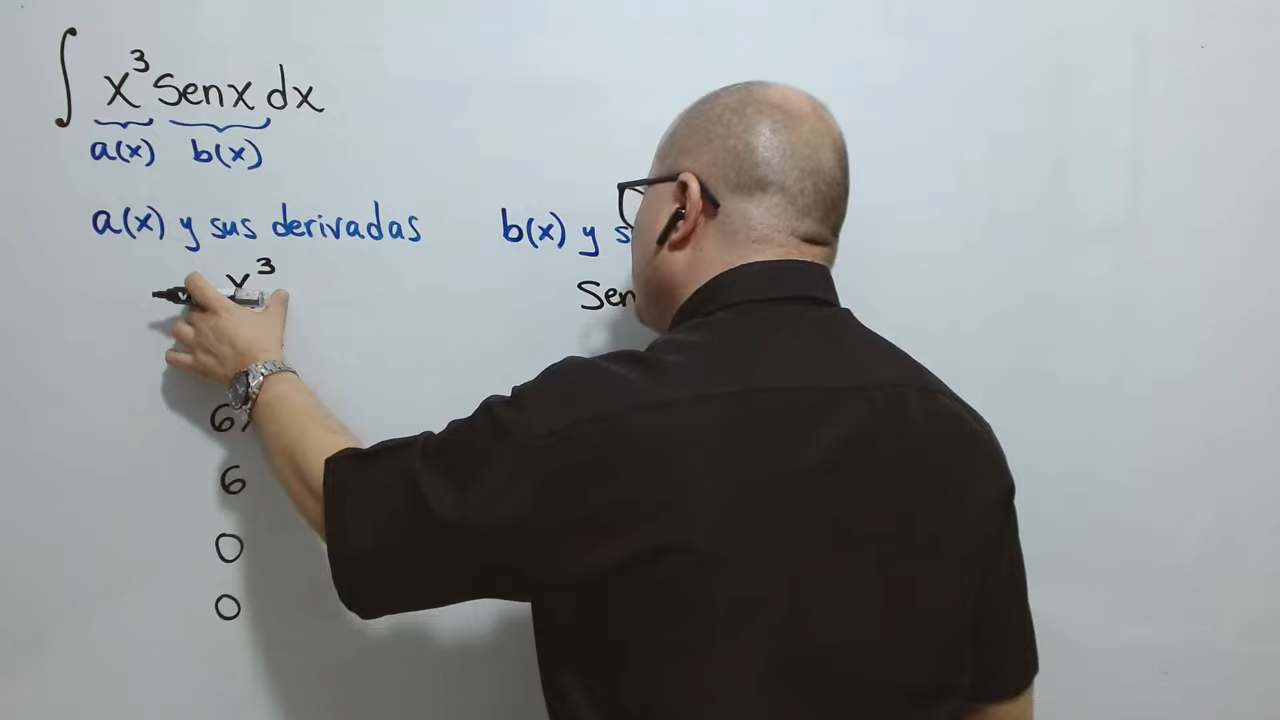 ∫ x³ Senx dx
a(x) b(x)
a(x) y sus derivadas b(x) y
x³
Sen
6
6
0
0